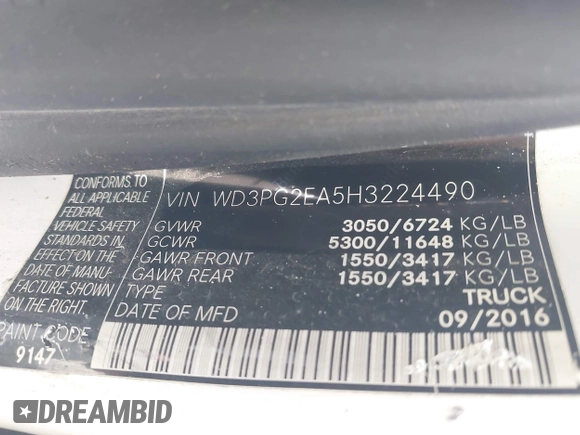 CONFORMS TO
ALL APPLICABLE
FEDERAL
VEHICLE SAFETY
STANDARDS IN
EFFECT ON THE
DATE OF MANU-
FACTURE SHOWN
ON THE RIGHT.
PAINT CODE
9147
VIN WD3PG2EA5H3224490
GVWR 3050/6724 KG/LB
GCWR 5300/11648 KG/LB
GAWR FRONT 1550/3417 KG/LB
GAWR REAR 1550/3417 KG/LB
TYPE TRUCK
DATE OF MFD 09/2016
DREAMBID